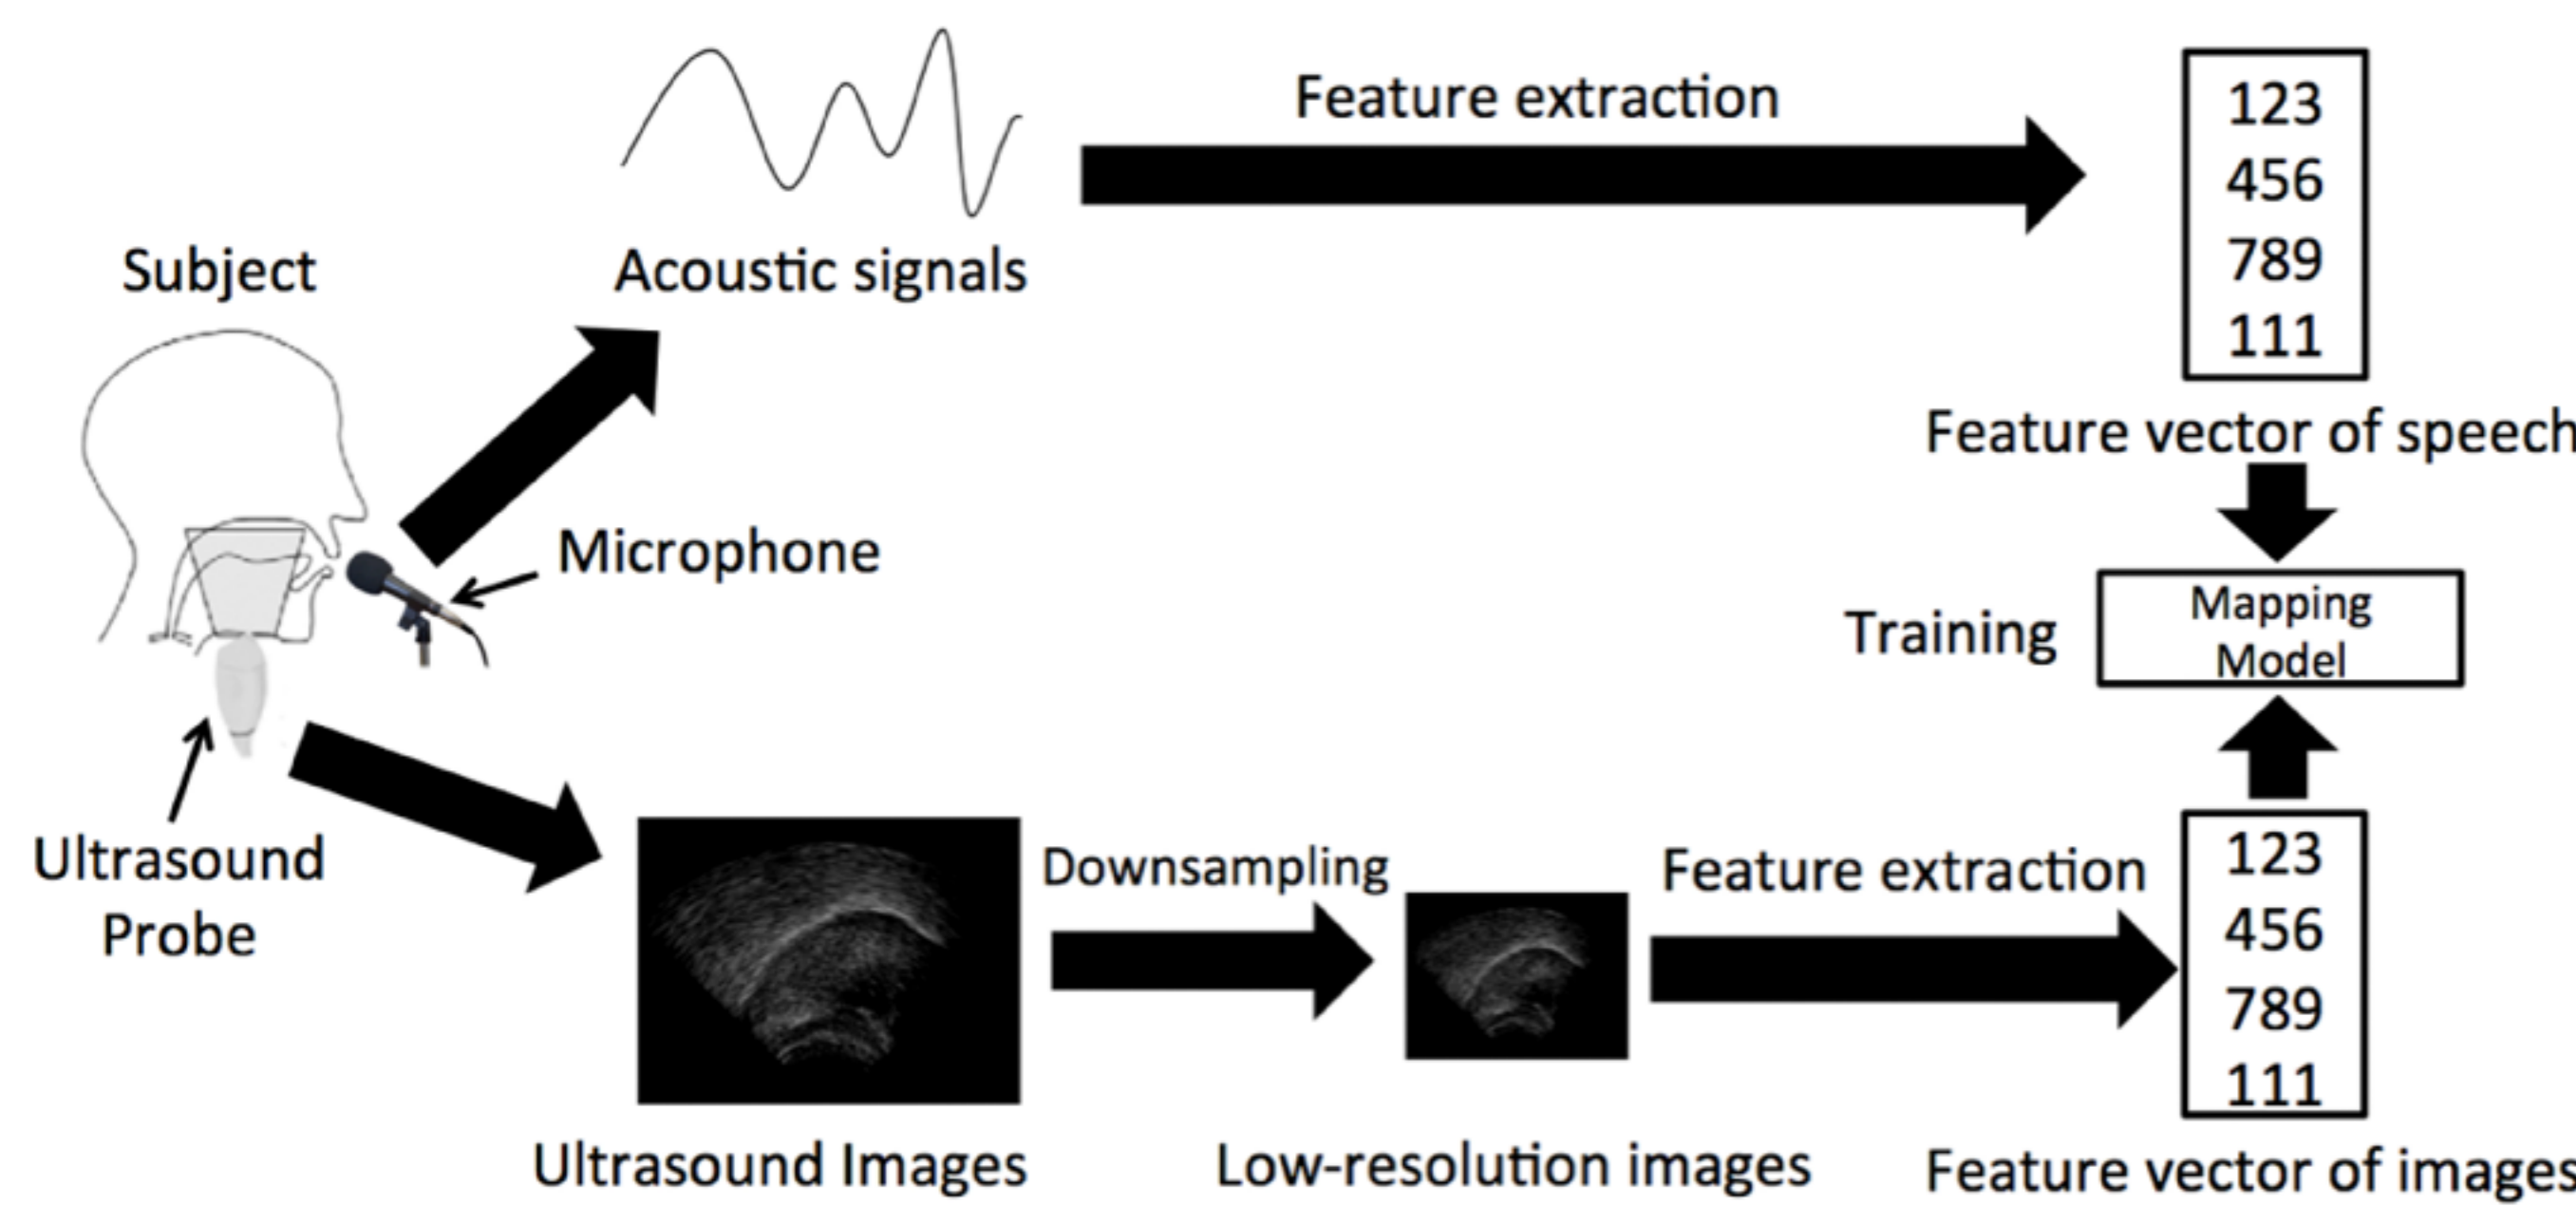 Feature extraction
123
456
789
111
Subject
Acoustic signals
Feature vector of speech
Microphone
Training
Mapping
Model
Ultrasound
Probe
Downsampling
Feature extraction
123
456
789
111
Ultrasound Images
Low-resolution images
Feature vector of images